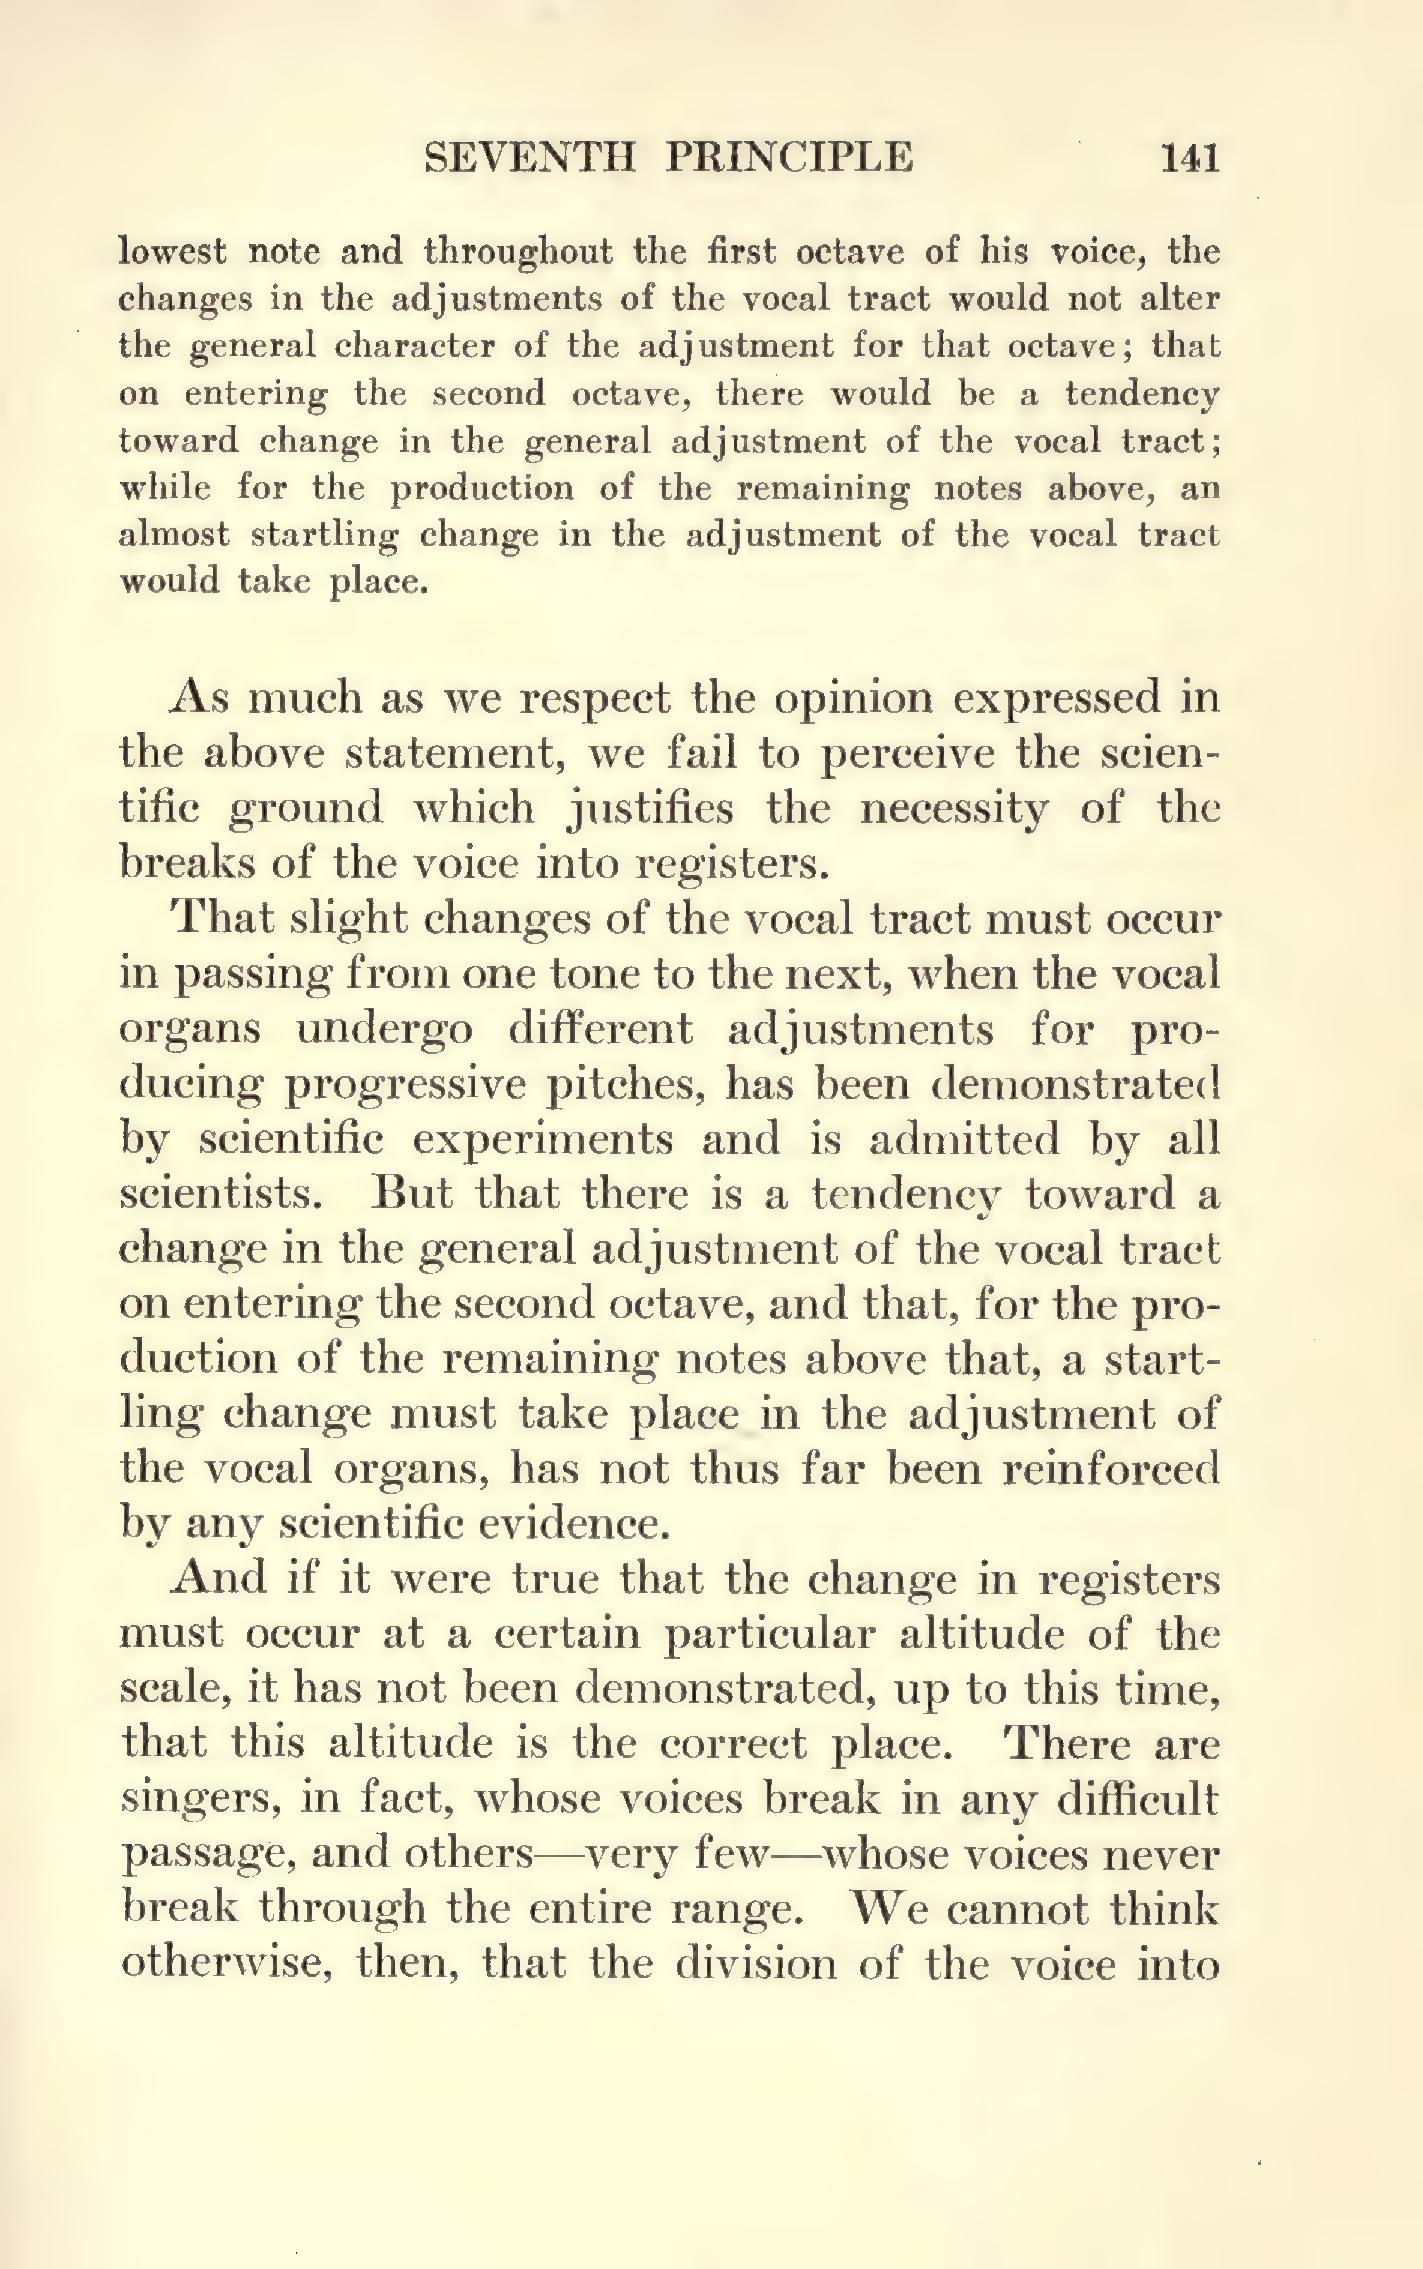 SEVENTH PRINCIPLE 141
lowest note and throughout the first octave of his voice, the
changes in the adjustments of the vocal tract would not alter
the general character of the adjustment for that octave; that
on entering the second octave, there would be a tendency
toward change in the general adjustment of the vocal tract;
while for the production of the remaining notes above, an
almost startling change in the adjustment of the vocal tract
would take place.
As much as we respect the opinion expressed in
the above statement, we fail to perceive the scien-
tific ground which justifies the necessity of the
breaks of the voice into registers.
That slight changes of the vocal tract must occur
in passing from one tone to the next, when the vocal
organs undergo different adjustments for pro-
ducing progressive pitches, has been demonstrated
by scientific experiments and is admitted by all
scientists. But that there is a tendency toward a
change in the general adjustment of the vocal tract
on entering the second octave, and that, for the pro-
duction of the remaining notes above that, a start-
ling change must take place in the adjustment of
the vocal organs, has not thus far been reinforced
by any scientific evidence.
And if it were true that the change in registers
must occur at a certain particular altitude of the
scale, it has not been demonstrated, up to this time,
that this altitude is the correct place. There are
singers, in fact, whose voices break in any difficult
passage, and others—very few—whose voices never
break through the entire range. We cannot think
otherwise, then, that the division of the voice into